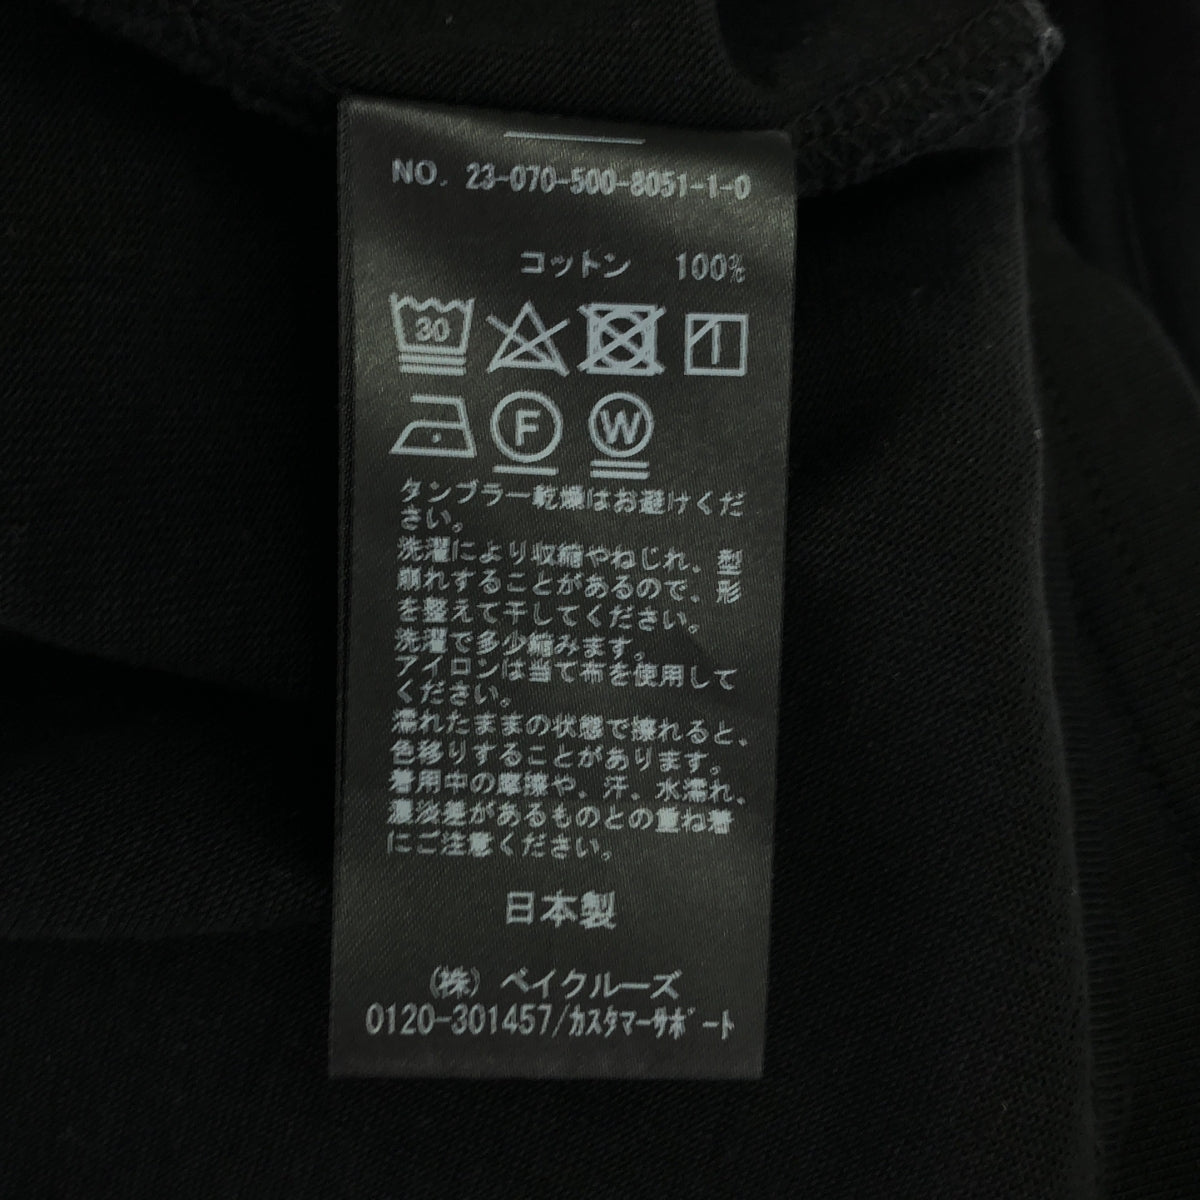 NO. 23-070-500-8051-1-0
コットン 100%
30
F W
タンブラー乾燥はお避けくだ
さい。
洗濯により収縮やねじれ、型
崩れすることがあるので、形
を整えて干してください。
洗濯で多少縮みます。
アイロンは当て布を使用して
ください。
濡れたままの状態で擦れると、
色移りすることがあります。
着用中の摩擦や、汗、水濡れ、
濃淡差があるものとの重ね着
にご注意ください。
日本製
(株) ベイクルーズ
0120-301457/ｶｽﾀﾏｰｻﾎﾟｰﾄ